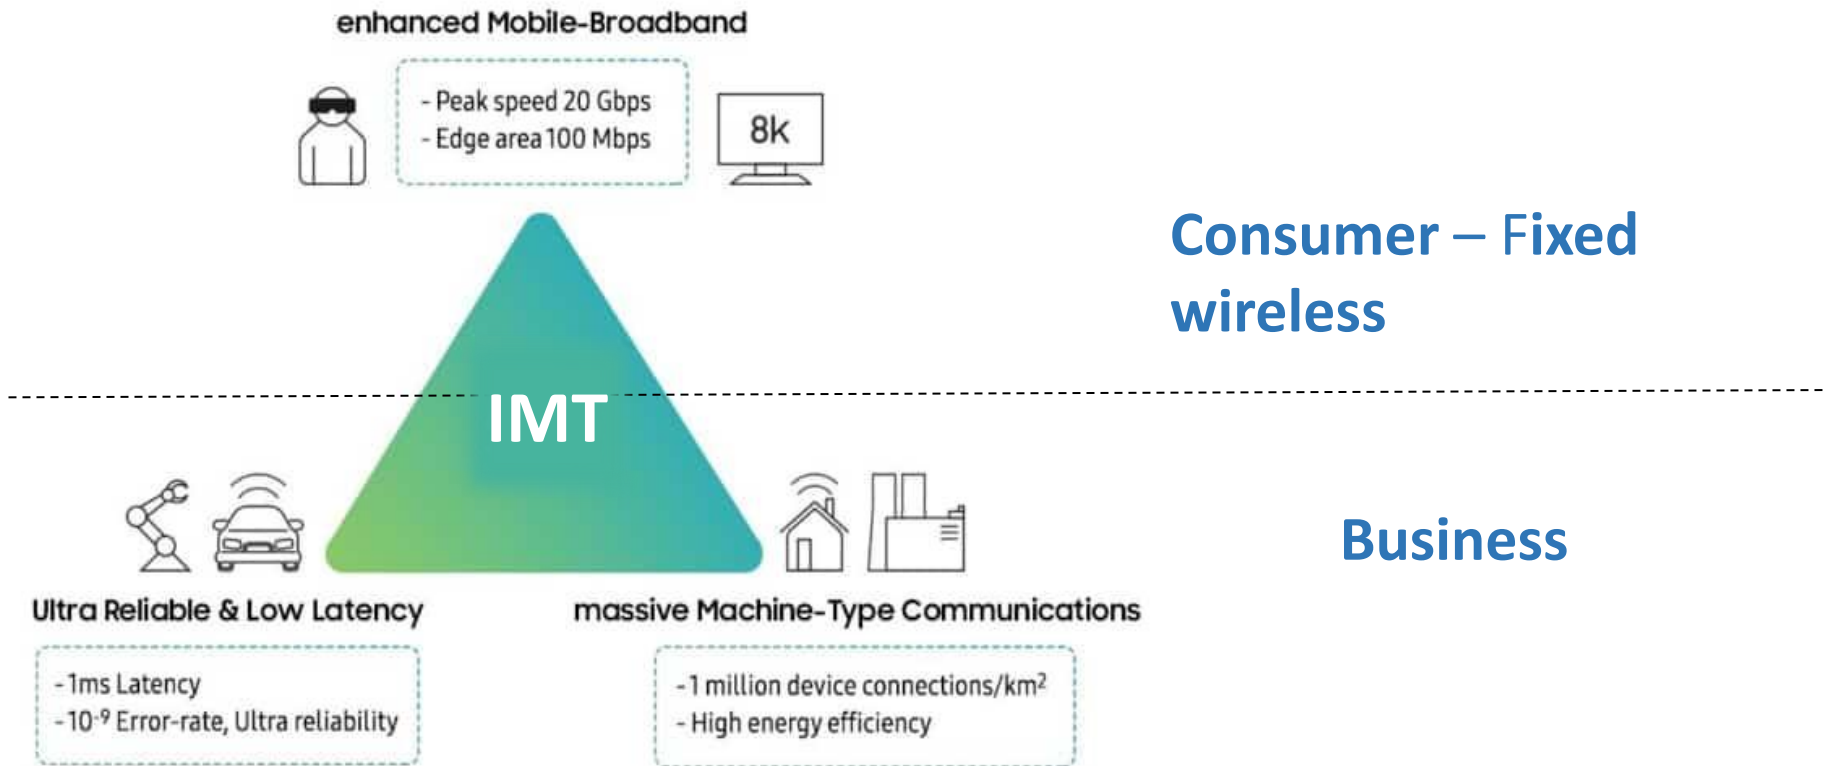 enhanced Mobile-Broadband
- Peak speed 20 Gbps
- Edge area 100 Mbps
8K
Consumer – Fixed
wireless
IMT
Business
Ultra Reliable & Low Latency
- 1ms Latency
- 10⁻⁹ Error-rate, Ultra reliability
massive Machine-Type Communications
- 1 million device connections/km²
- High energy efficiency